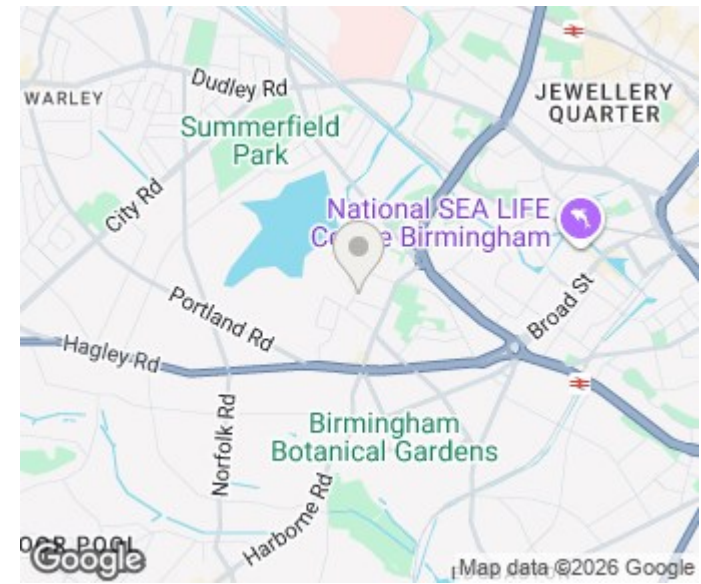 Dudley Rd
WARLEY
JEWELLERY
QUARTER
Summerfield
Park
City Rd
National SEA LIFE
Birmingham
Portland Rd
Broad St
Hagley Rd
Norfolk Rd
Birmingham
Botanical Gardens
Harborne Rd
POOL
Google
Map data ©2026 Google